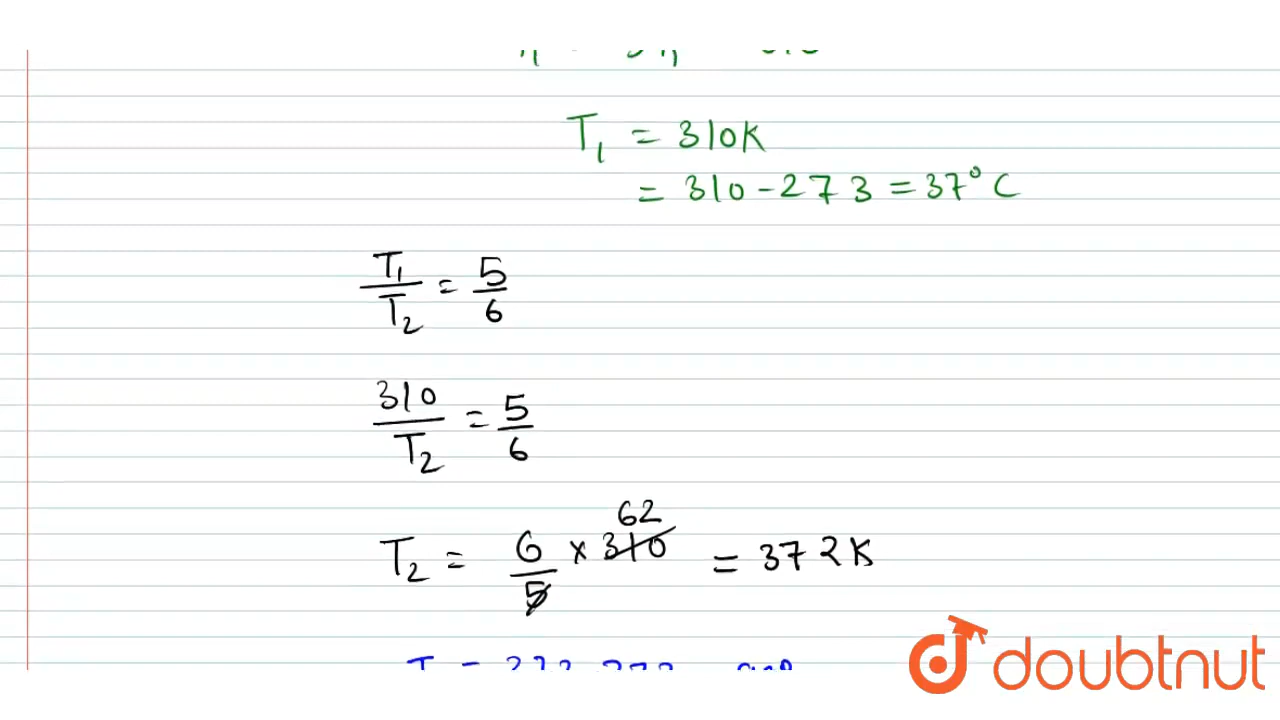 T₁ = 310K
= 310 - 273 = 37°C
T₁/T₂ = 5/6
310/T₂ = 5/6
T₂ = 6/5 × 310 62 = 372K
doubtnut